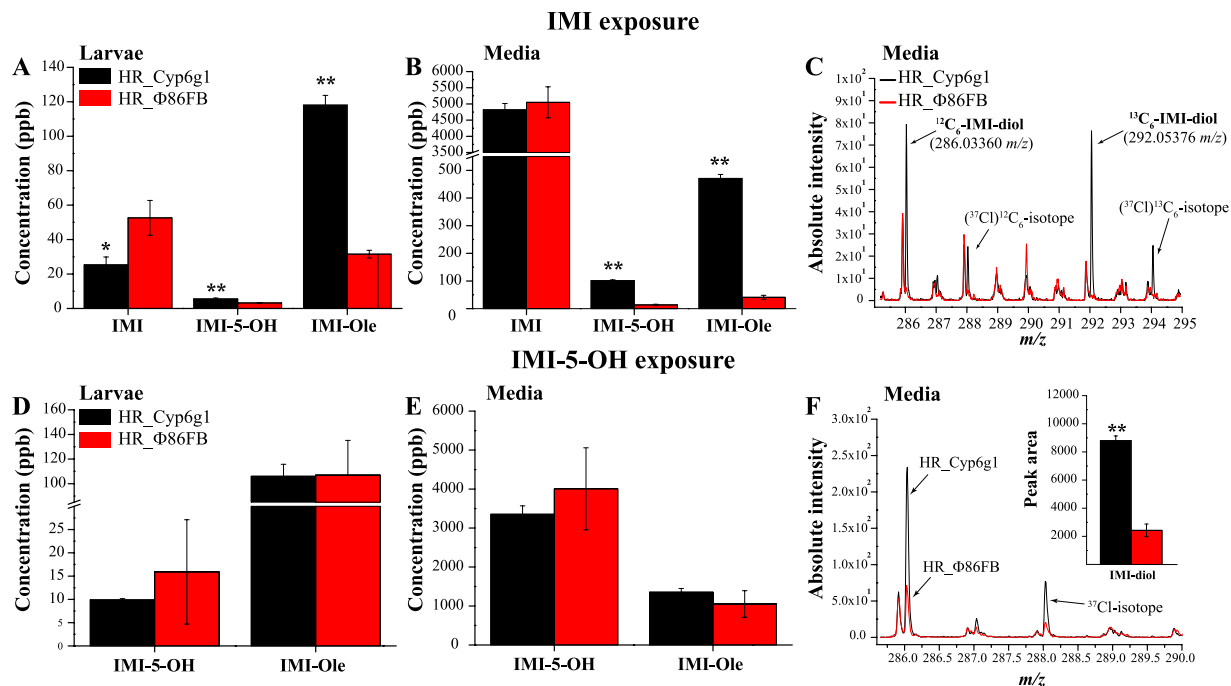 IMI exposure
A
Larvae
HR_Cyp6g1
HR_Φ86FB
Concentration (ppb)
140
120
100
80
60
40
20
0
*
**
**
IMI
IMI-5-OH
IMI-Ole
B
Media
Concentration (ppb)
6000
5500
5000
4500
4000
3500
500
400
300
200
100
0
**
**
IMI
IMI-5-OH
IMI-Ole
C
Media
HR_Cyp6g1
HR_Φ86FB
Absolute intensity
1x10²
9x10¹
8x10¹
7x10¹
6x10¹
5x10¹
4x10¹
3x10¹
2x10¹
1x10¹
0
¹²C₆-IMI-diol
(286.03360 m/z)
¹³C₆-IMI-diol
(292.05376 m/z)
(³⁷Cl)¹²C₆-isotope
(³⁷Cl)¹³C₆-isotope
286 287 288 289 290 291 292 293 294 295
m/z
IMI-5-OH exposure
D
Larvae
HR_Cyp6g1
HR_Φ86FB
Concentration (ppb)
160
140
120
100
25
20
15
10
5
0
IMI-5-OH
IMI-Ole
E
Media
Concentration (ppb)
6000
5000
4000
3000
2000
1000
0
IMI-5-OH
IMI-Ole
F
Media
Absolute intensity
3.0x10²
2.5x10²
2.0x10²
1.5x10²
1.0x10²
5.0x10¹
0.0
HR_Cyp6g1
HR_Φ86FB
³⁷Cl-isotope
286.0 286.5 287.0 287.5 288.0 288.5 289.0 289.5 290.0
m/z
Peak area
12000
10000
8000
6000
4000
2000
**
IMI-diol